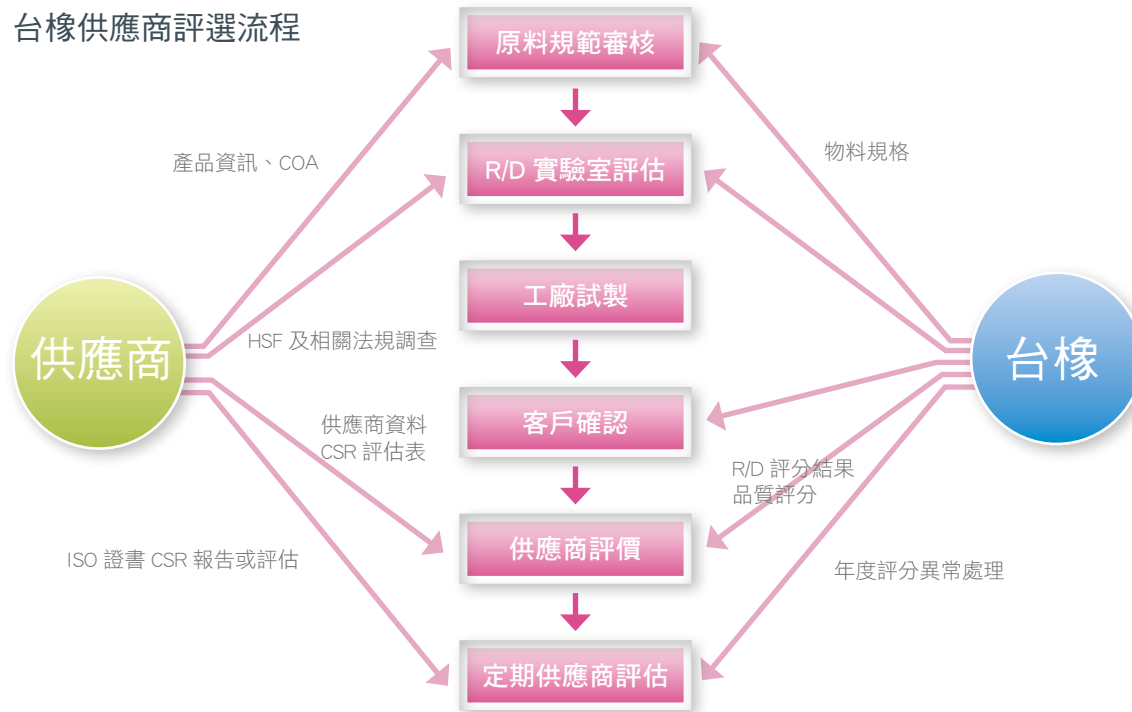 台橡供應商評選流程
原料規範審核
產品資訊、COA
物料規格
R/D 實驗室評估
工廠試製
HSF 及相關法規調查
供應商
台橡
客戶確認
供應商資料
CSR 評估表
R/D 評分結果
品質評分
供應商評價
ISO 證書 CSR 報告或評估
年度評分異常處理
定期供應商評估